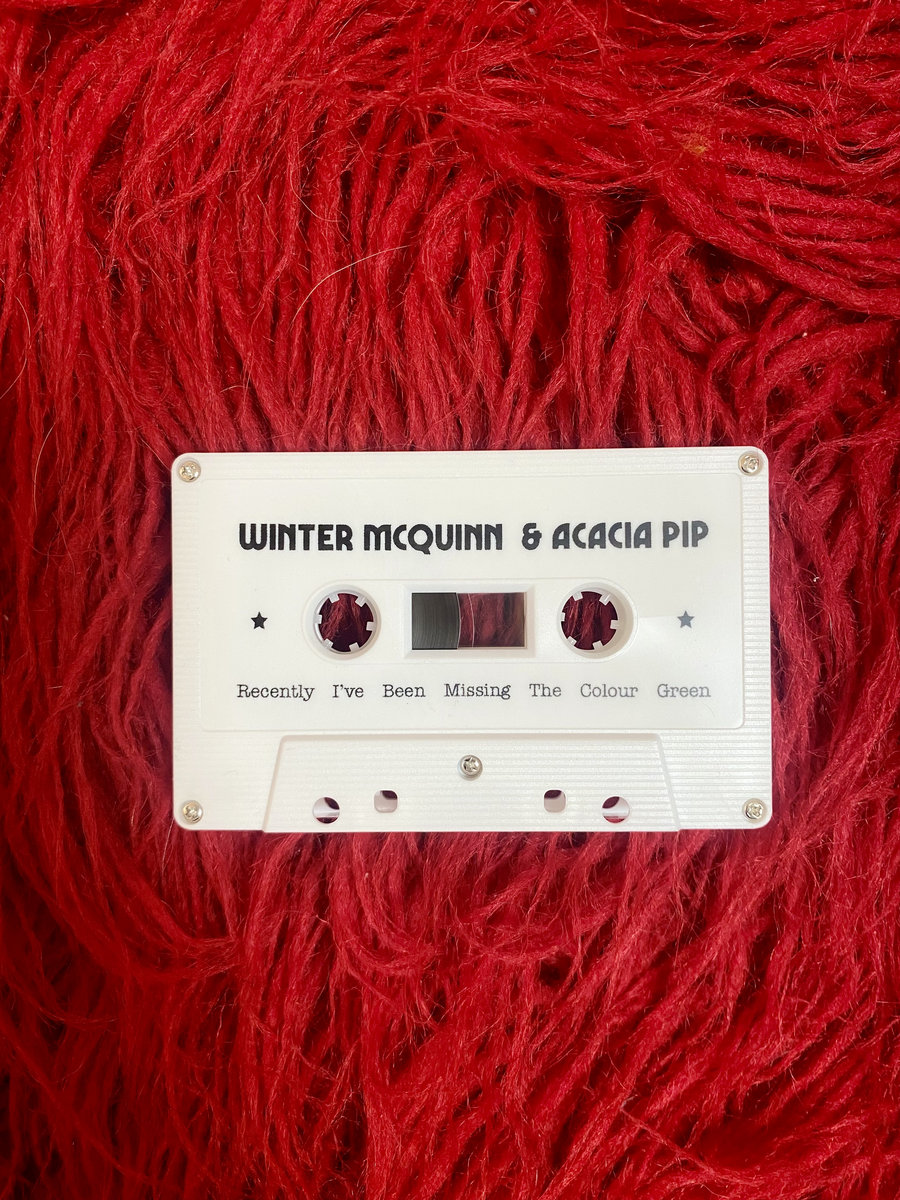 WINTER MCQUINN & ACACIA PIP
Recently I've Been Missing The Colour Green